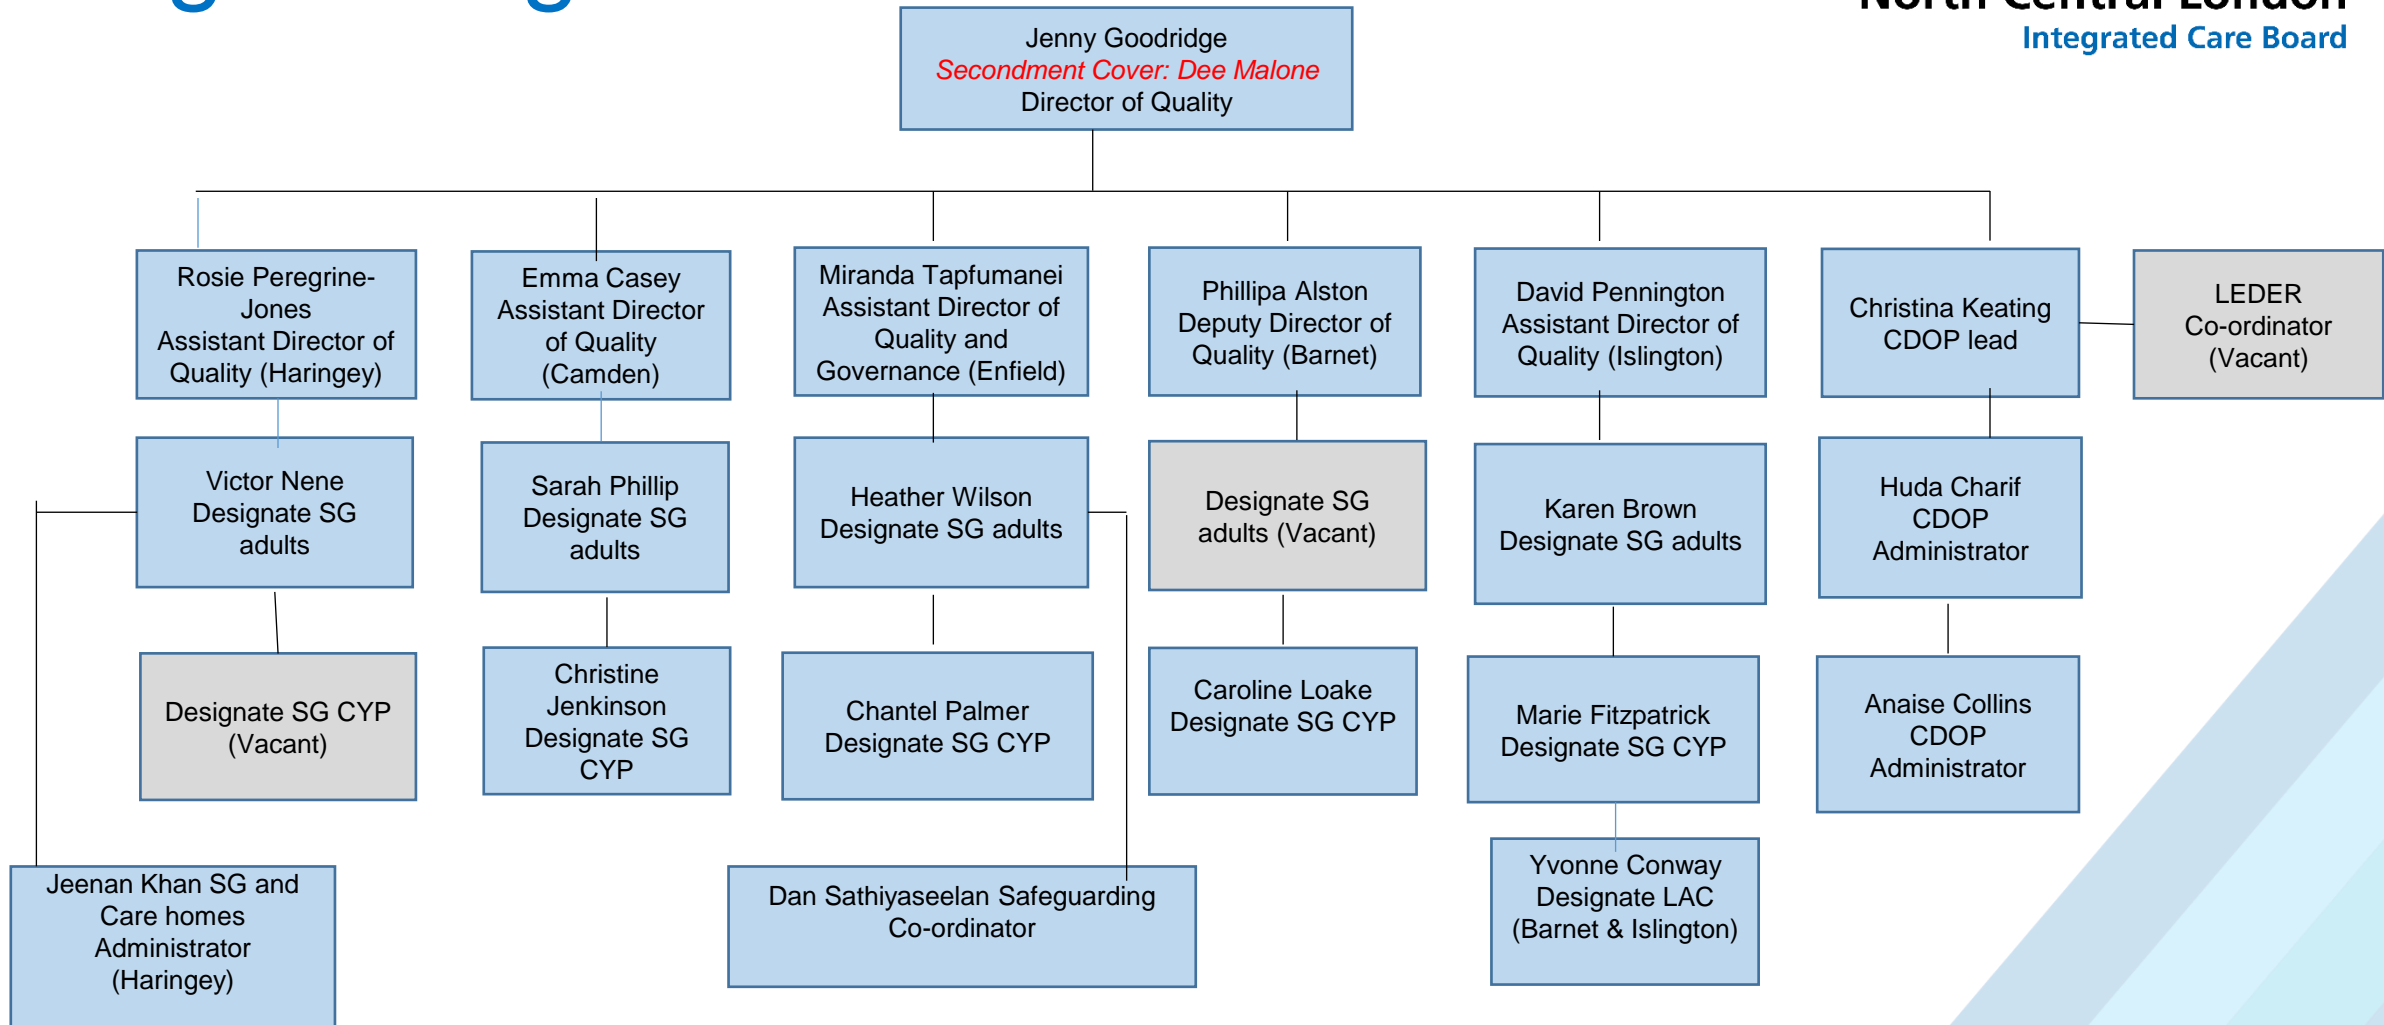 North Central London
Integrated Care Board
Jenny Goodridge
Secondment Cover: Dee Malone
Director of Quality
Rosie Peregrine-
Jones
Assistant Director of
Quality (Haringey)
Emma Casey
Assistant Director
of Quality
(Camden)
Miranda Tapfumanei
Assistant Director of
Quality and
Governance (Enfield)
Phillipa Alston
Deputy Director of
Quality (Barnet)
David Pennington
Assistant Director of
Quality (Islington)
Christina Keating
CDOP lead
LEDER
Co-ordinator
(Vacant)
Victor Nene
Designate SG
adults
Sarah Phillip
Designate SG
adults
Heather Wilson
Designate SG adults
Designate SG
adults (Vacant)
Karen Brown
Designate SG adults
Huda Charif
CDOP
Administrator
Designate SG CYP
(Vacant)
Christine
Jenkinson
Designate SG
CYP
Chantel Palmer
Designate SG CYP
Caroline Loake
Designate SG CYP
Marie Fitzpatrick
Designate SG CYP
Anaise Collins
CDOP
Administrator
Jeenan Khan SG and
Care homes
Administrator
(Haringey)
Dan Sathiyaseelan Safeguarding
Co-ordinator
Yvonne Conway
Designate LAC
(Barnet & Islington)